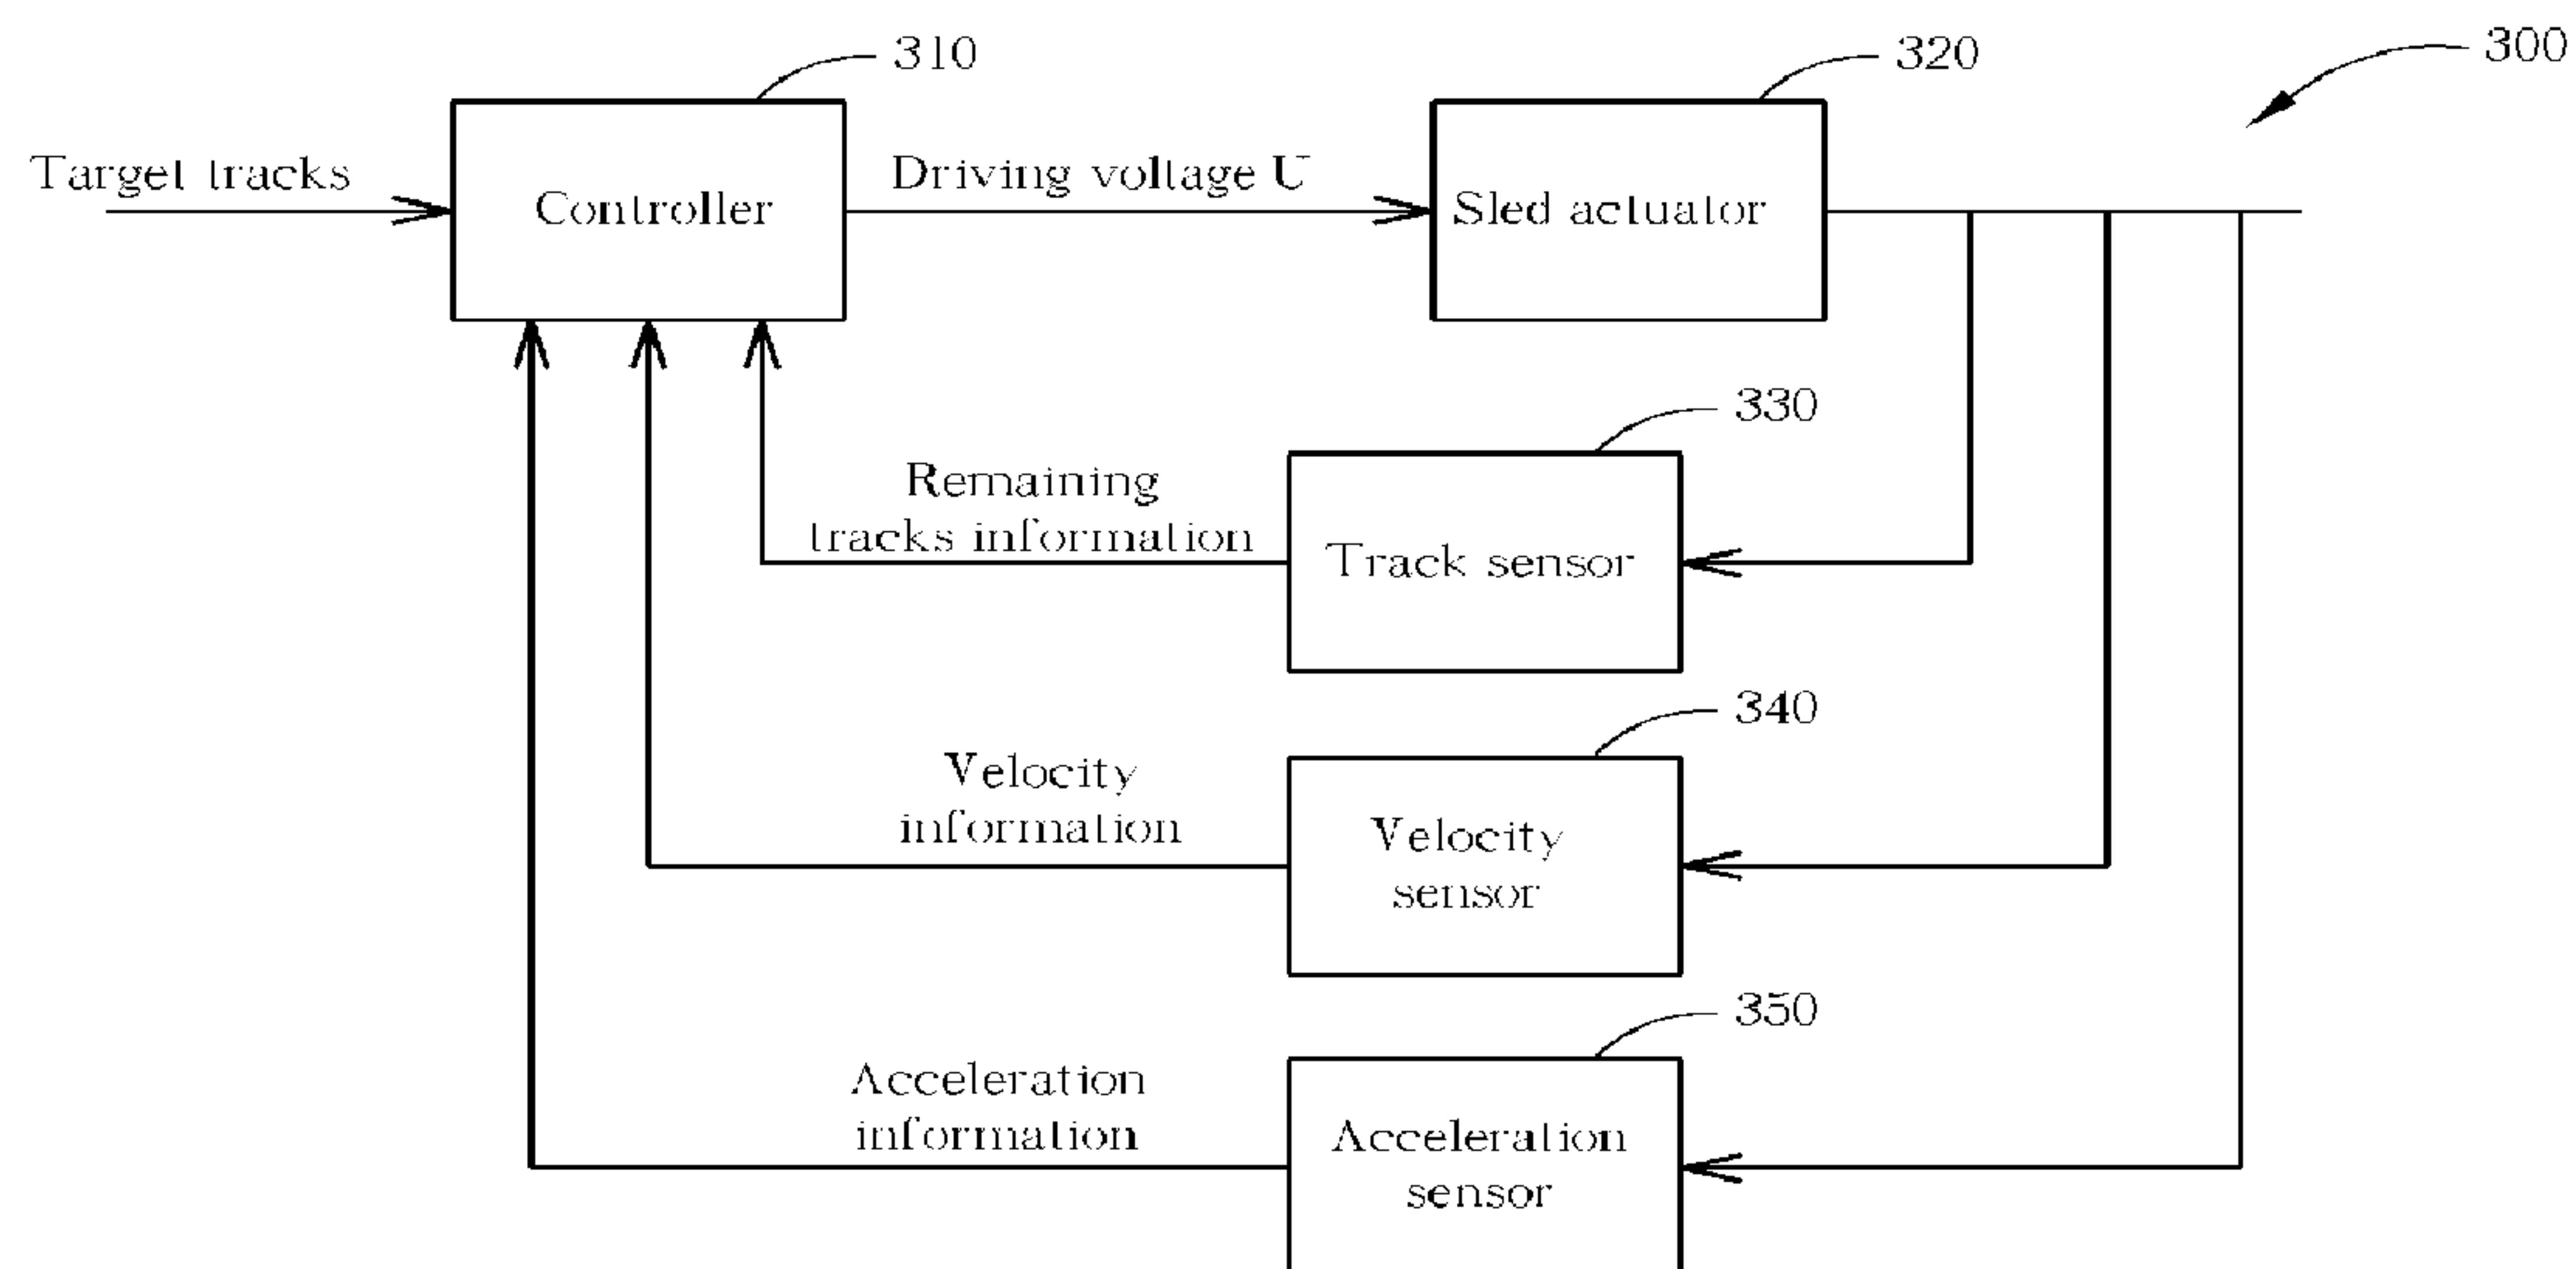 310
320
300
Target tracks
Driving voltage U
Controller
Sled actuator
330
Remaining
tracks information
Track sensor
340
Velocity
information
Velocity
sensor
350
Acceleration
information
Acceleration
sensor